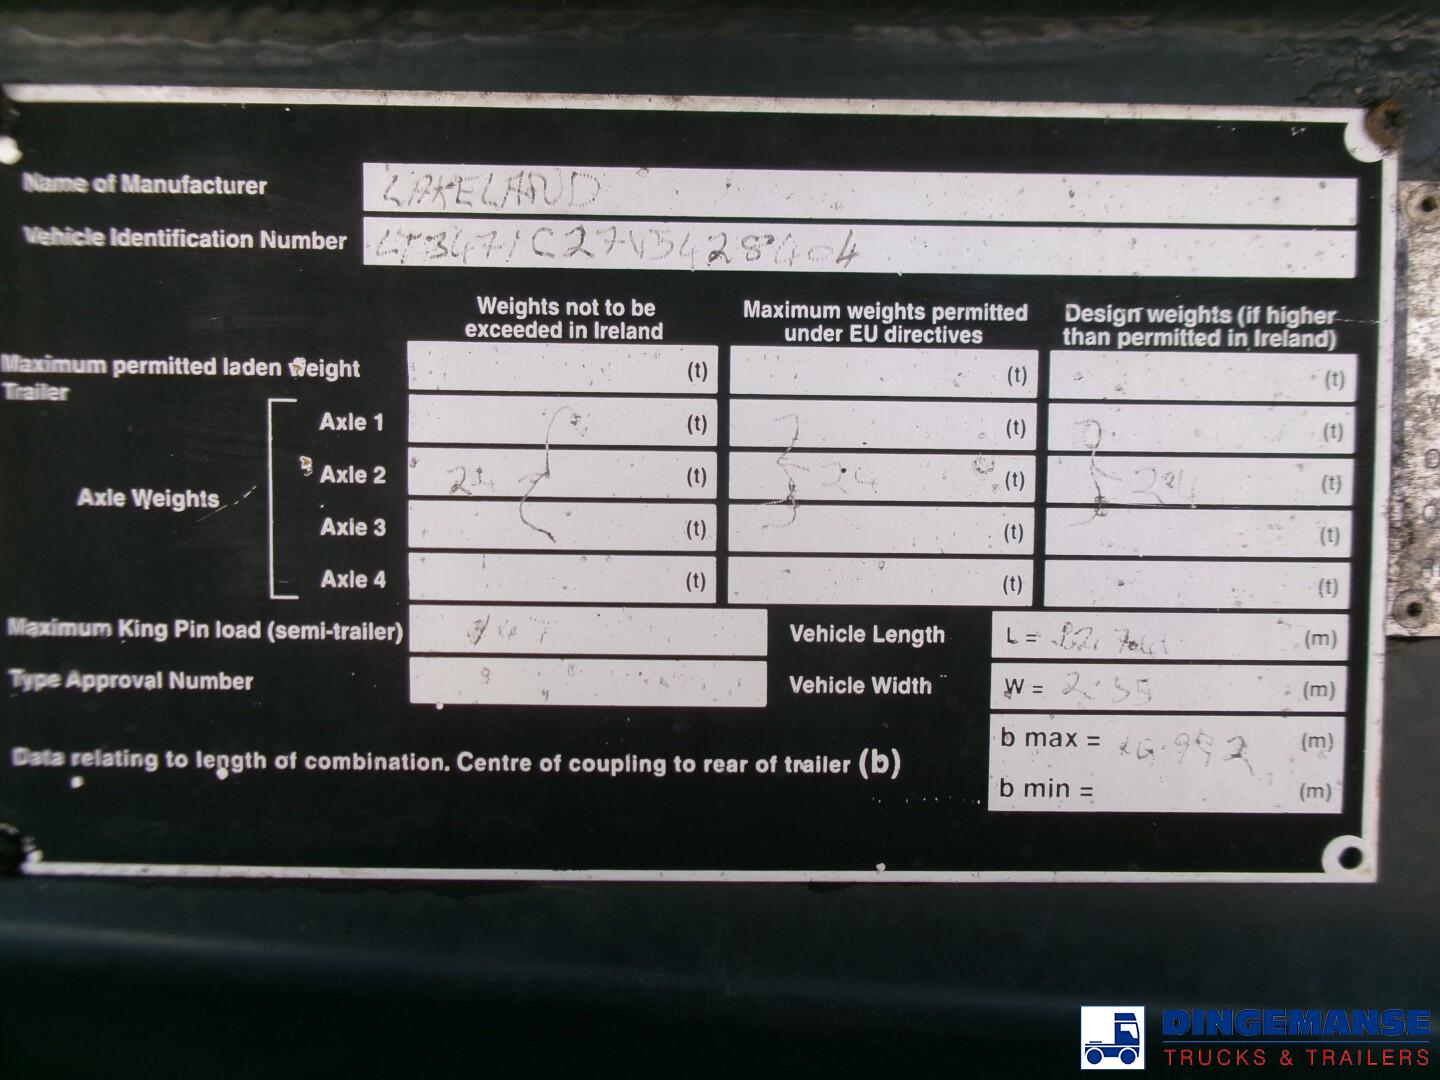 Name of Manufacturer LAKELAND
Vehicle Identification Number
Weights not to be exceeded in Ireland
Maximum weights permitted under EU directives
Design weights (if higher than permitted in Ireland)
Maximum permitted laden weight (t) (t) (t)
Trailer
Axle 1 (t) (t) (t)
Axle Weights
Axle 2 24 (t) 24 (t) 24 (t)
Axle 3 (t) (t) (t)
Axle 4 (t) (t) (t)
Maximum King Pin load (semi-trailer) Vehicle Length L = (m)
Type Approval Number Vehicle Width W = 2.55 (m)
Data relating to length of combination. Centre of coupling to rear of trailer (b)
b max = (m)
b min = (m)
DINGEMANSE
TRUCKS & TRAILERS